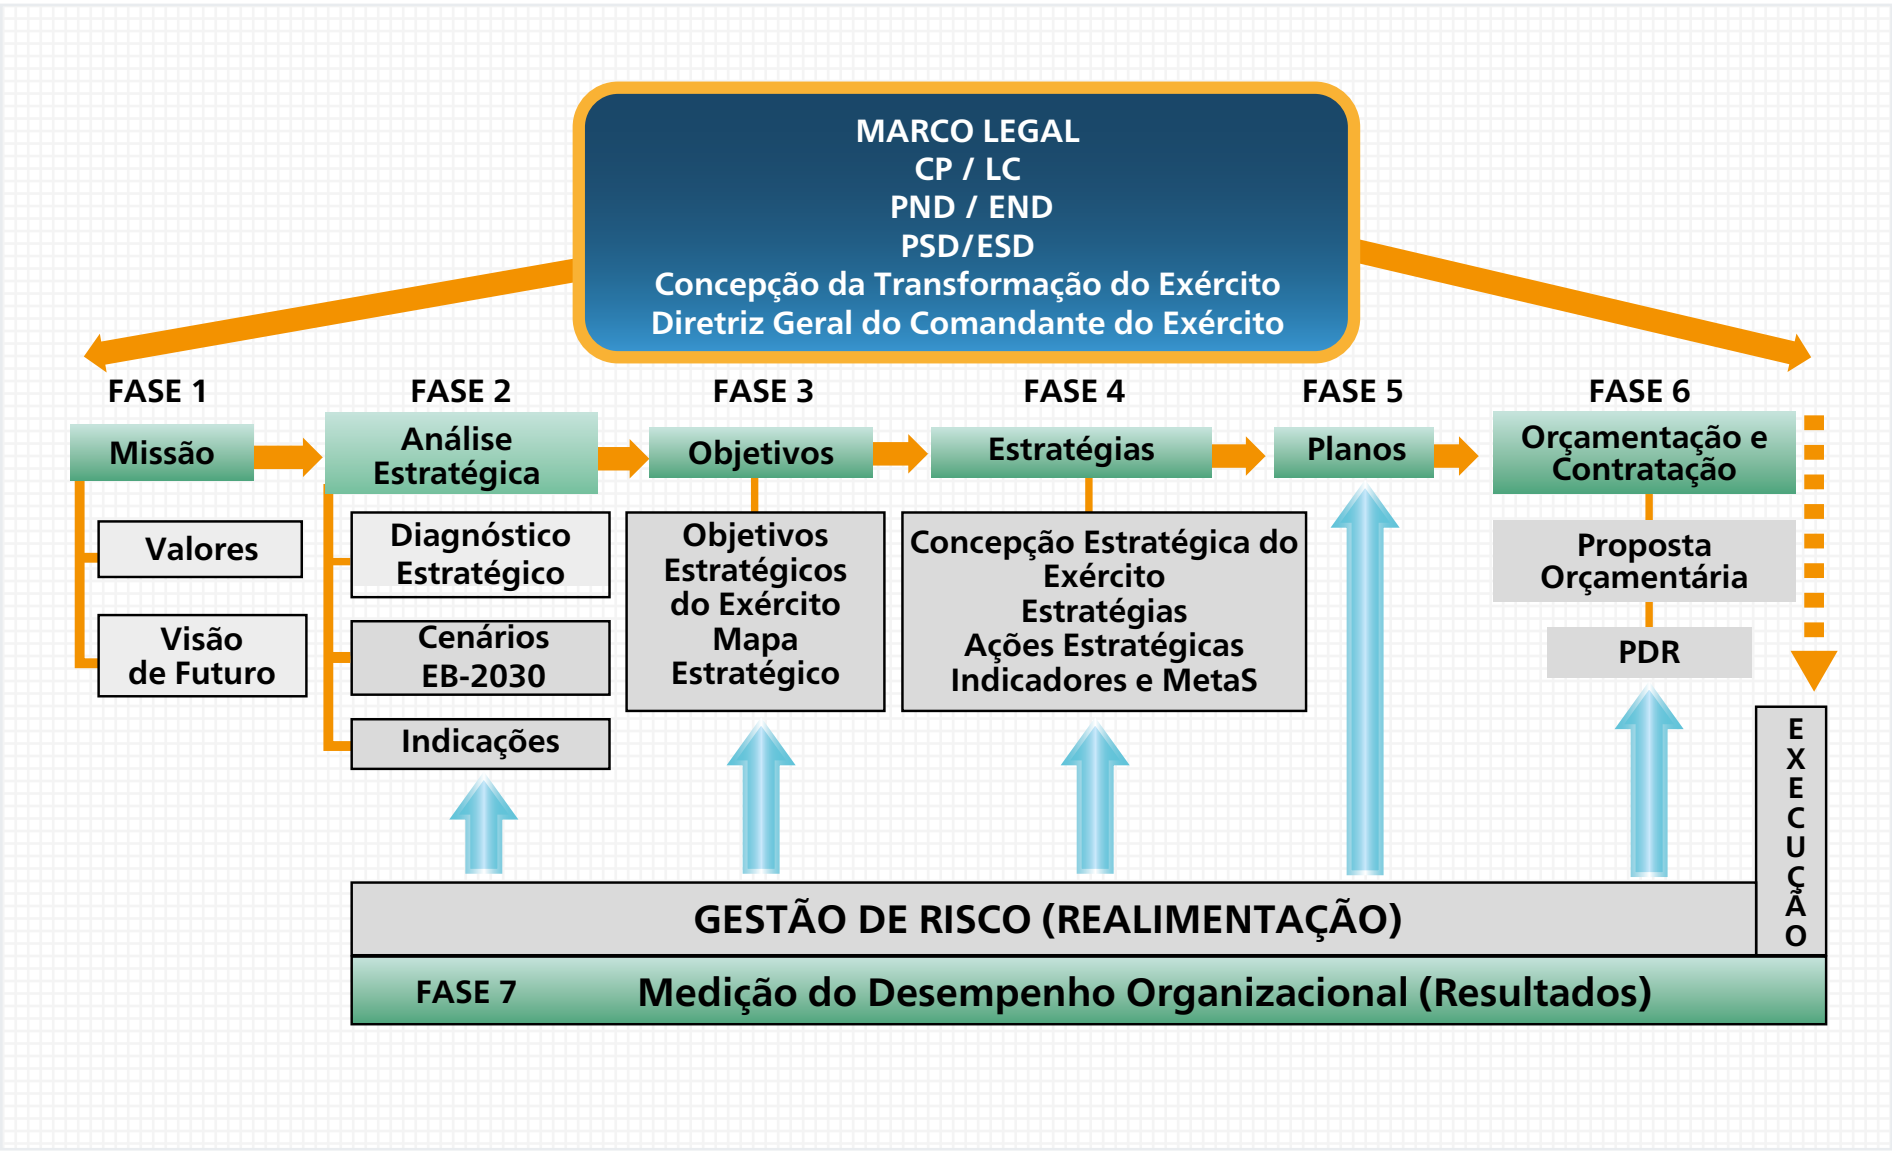 MARCO LEGAL
CP / LC
PND / END
PSD/ESD
Concepção da Transformação do Exército
Diretriz Geral do Comandante do Exército
FASE 1
Missão
Valores
Visão
de Futuro
FASE 2
Análise
Estratégica
Diagnóstico
Estratégico
Cenários
EB-2030
Indicações
FASE 3
Objetivos
Objetivos
Estratégicos
do Exército
Mapa
Estratégico
FASE 4
Estratégias
Concepção Estratégica do
Exército
Estratégias
Ações Estratégicas
Indicadores e MetaS
FASE 5
Planos
FASE 6
Orçamentação e
Contratação
Proposta
Orçamentária
PDR
EXECUÇÃO
GESTÃO DE RISCO (REALIMENTAÇÃO)
FASE 7 Medição do Desempenho Organizacional (Resultados)